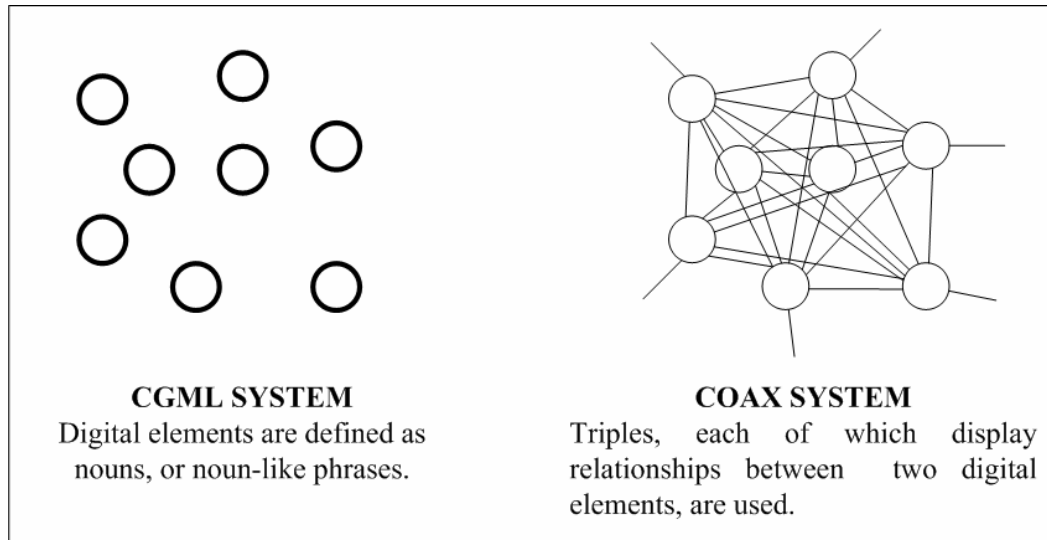 CGML SYSTEM
Digital elements are defined as
nouns, or noun-like phrases.
COAX SYSTEM
Triples, each of which display
relationships between two digital
elements, are used.